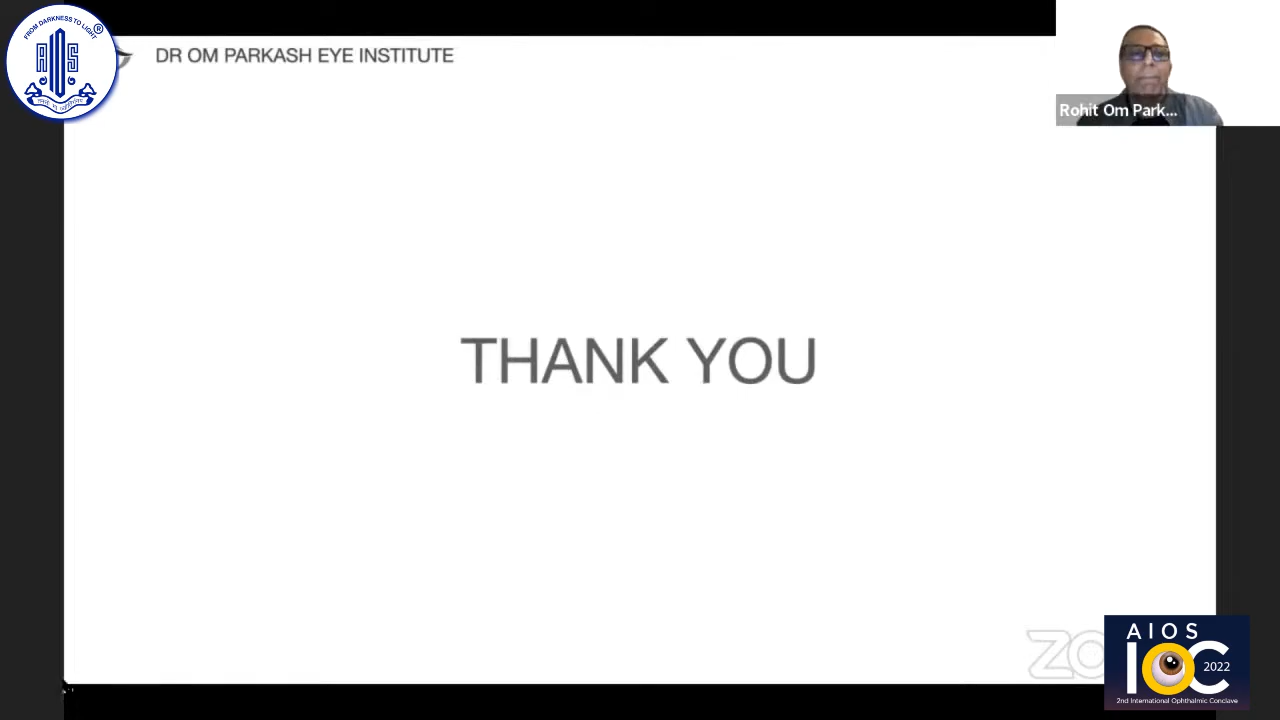 FROM DARKNESS TO LIGHT
®
AIOS
DR OM PARKASH EYE INSTITUTE
Rohit Om Park...
THANK YOU
ZO
AIOS
IOC
2022
2nd International Ophthalmic Conclave